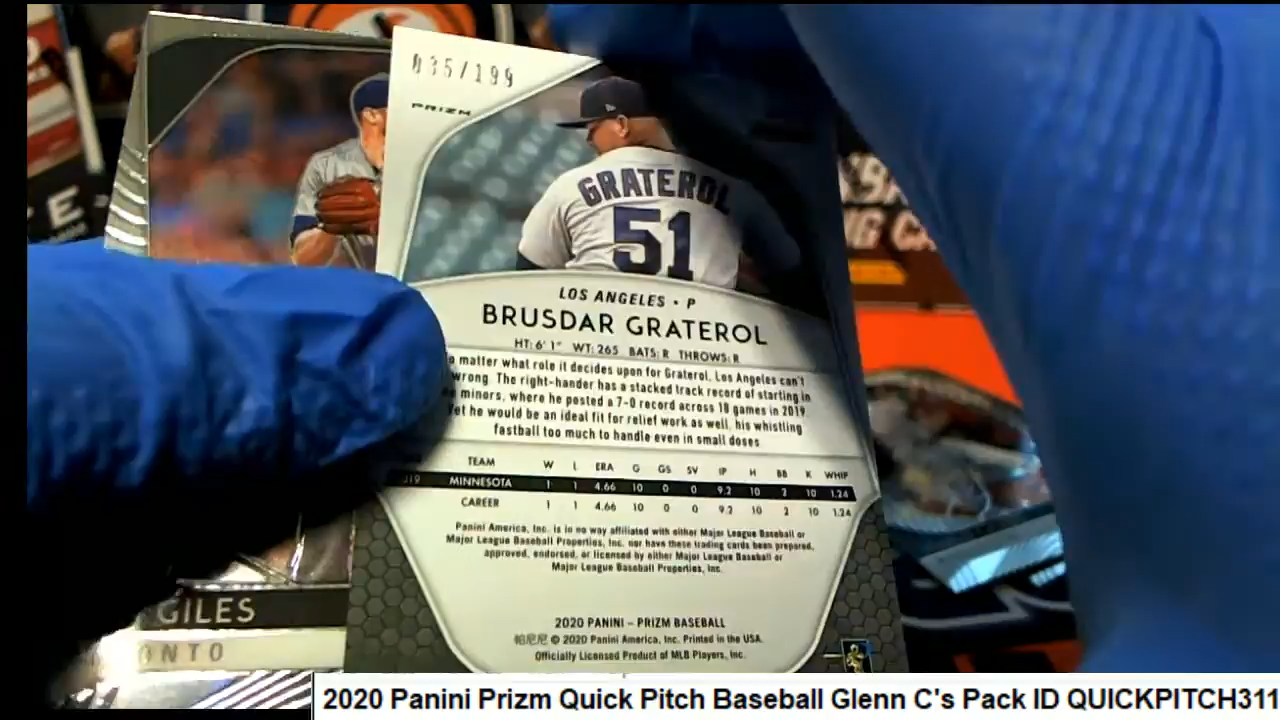 035/199
PRIZM
GRATEROL
51
LOS ANGELES • P
BRUSDAR GRATEROL
HT: 6' 1" WT: 265 BATS: R THROWS: R
matter what role it decides upon for Graterol, Los Angeles can't
wrong. The right-hander has a stacked track record of starting in
minors, where he posted a 7-0 record across 18 games in 2019.
Yet he would be an ideal fit for relief work as well, his whistling
fastball too much to handle even in small doses
TEAM W L ERA G GS SV IP H BB K WHIP
MINNESOTA 1 1 4.66 10 0 0 9.2 10 2 10 1.24
CAREER 1 1 4.66 10 0 0 9.2 10 2 10 1.24
Panini America, Inc. is in no way affiliated with either Major League Baseball or
Major League Baseball Properties, Inc. nor have these trading cards been prepared,
approved, endorsed, or licensed by either Major League Baseball or
Major League Baseball Properties, Inc.
2020 PANINI – PRIZM BASEBALL
帕尼尼 © 2020 Panini America, Inc. Printed in the USA.
Officially Licensed Product of MLB Players, Inc.
GILES
ONTO
2020 Panini Prizm Quick Pitch Baseball Glenn C's Pack ID QUICKPITCH311